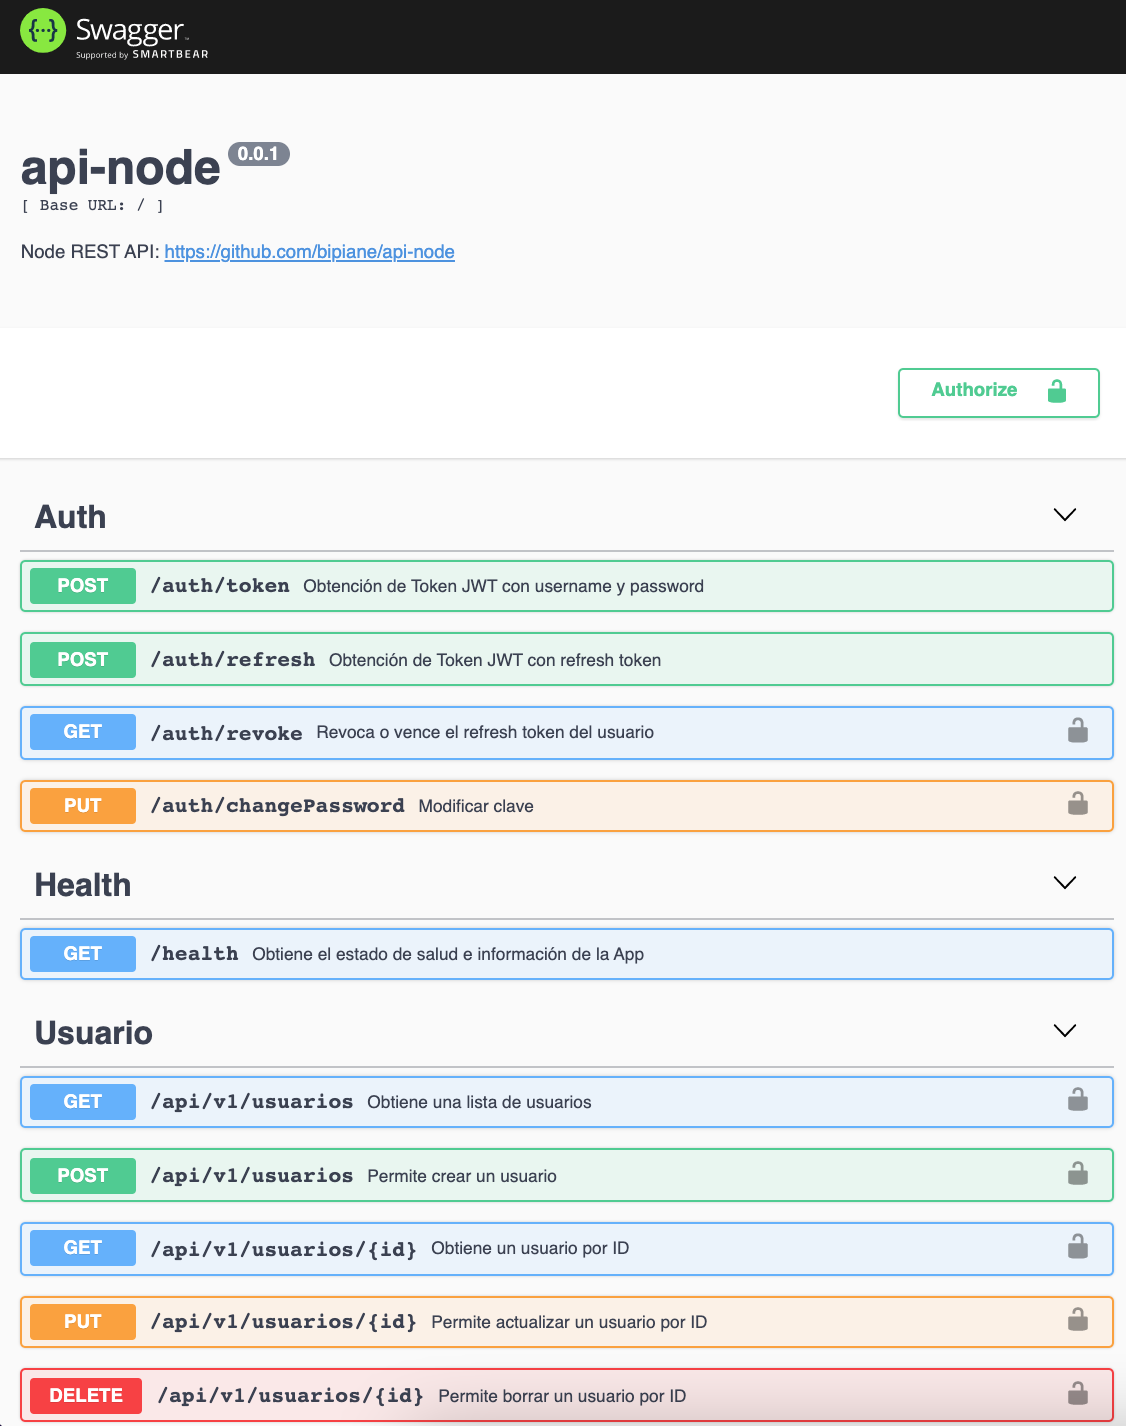 {···} Swagger™
Supported by SMARTBEAR
api-node 0.0.1
[ Base URL: / ]
Node REST API: https://github.com/bipiane/api-node
Authorize
Auth
POST /auth/token Obtención de Token JWT con username y password
POST /auth/refresh Obtención de Token JWT con refresh token
GET /auth/revoke Revoca o vence el refresh token del usuario
PUT /auth/changePassword Modificar clave
Health
GET /health Obtiene el estado de salud e información de la App
Usuario
GET /api/v1/usuarios Obtiene una lista de usuarios
POST /api/v1/usuarios Permite crear un usuario
GET /api/v1/usuarios/{id} Obtiene un usuario por ID
PUT /api/v1/usuarios/{id} Permite actualizar un usuario por ID
DELETE /api/v1/usuarios/{id} Permite borrar un usuario por ID